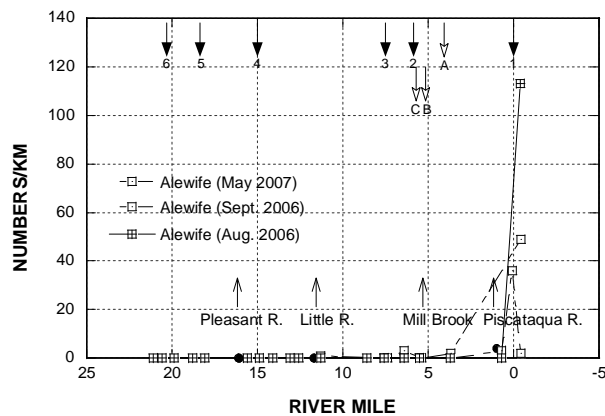 140
120
100
80
60
40
20
0
NUMBERS/KM
6 5 4 3 2 A 1
C B
Alewife (May 2007)
Alewife (Sept. 2006)
Alewife (Aug. 2006)
Pleasant R. Little R. Mill Brook Piscataqua R.
25 20 15 10 5 0 -5
RIVER MILE